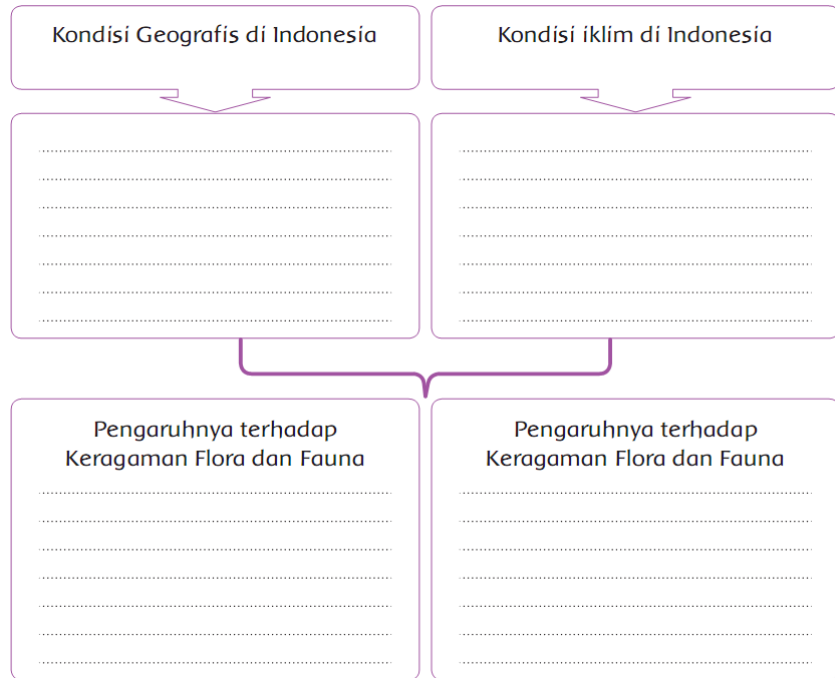 Kondisi Geografis di Indonesia
Kondisi iklim di Indonesia
Pengaruhnya terhadap
Keragaman Flora dan Fauna
Pengaruhnya terhadap
Keragaman Flora dan Fauna